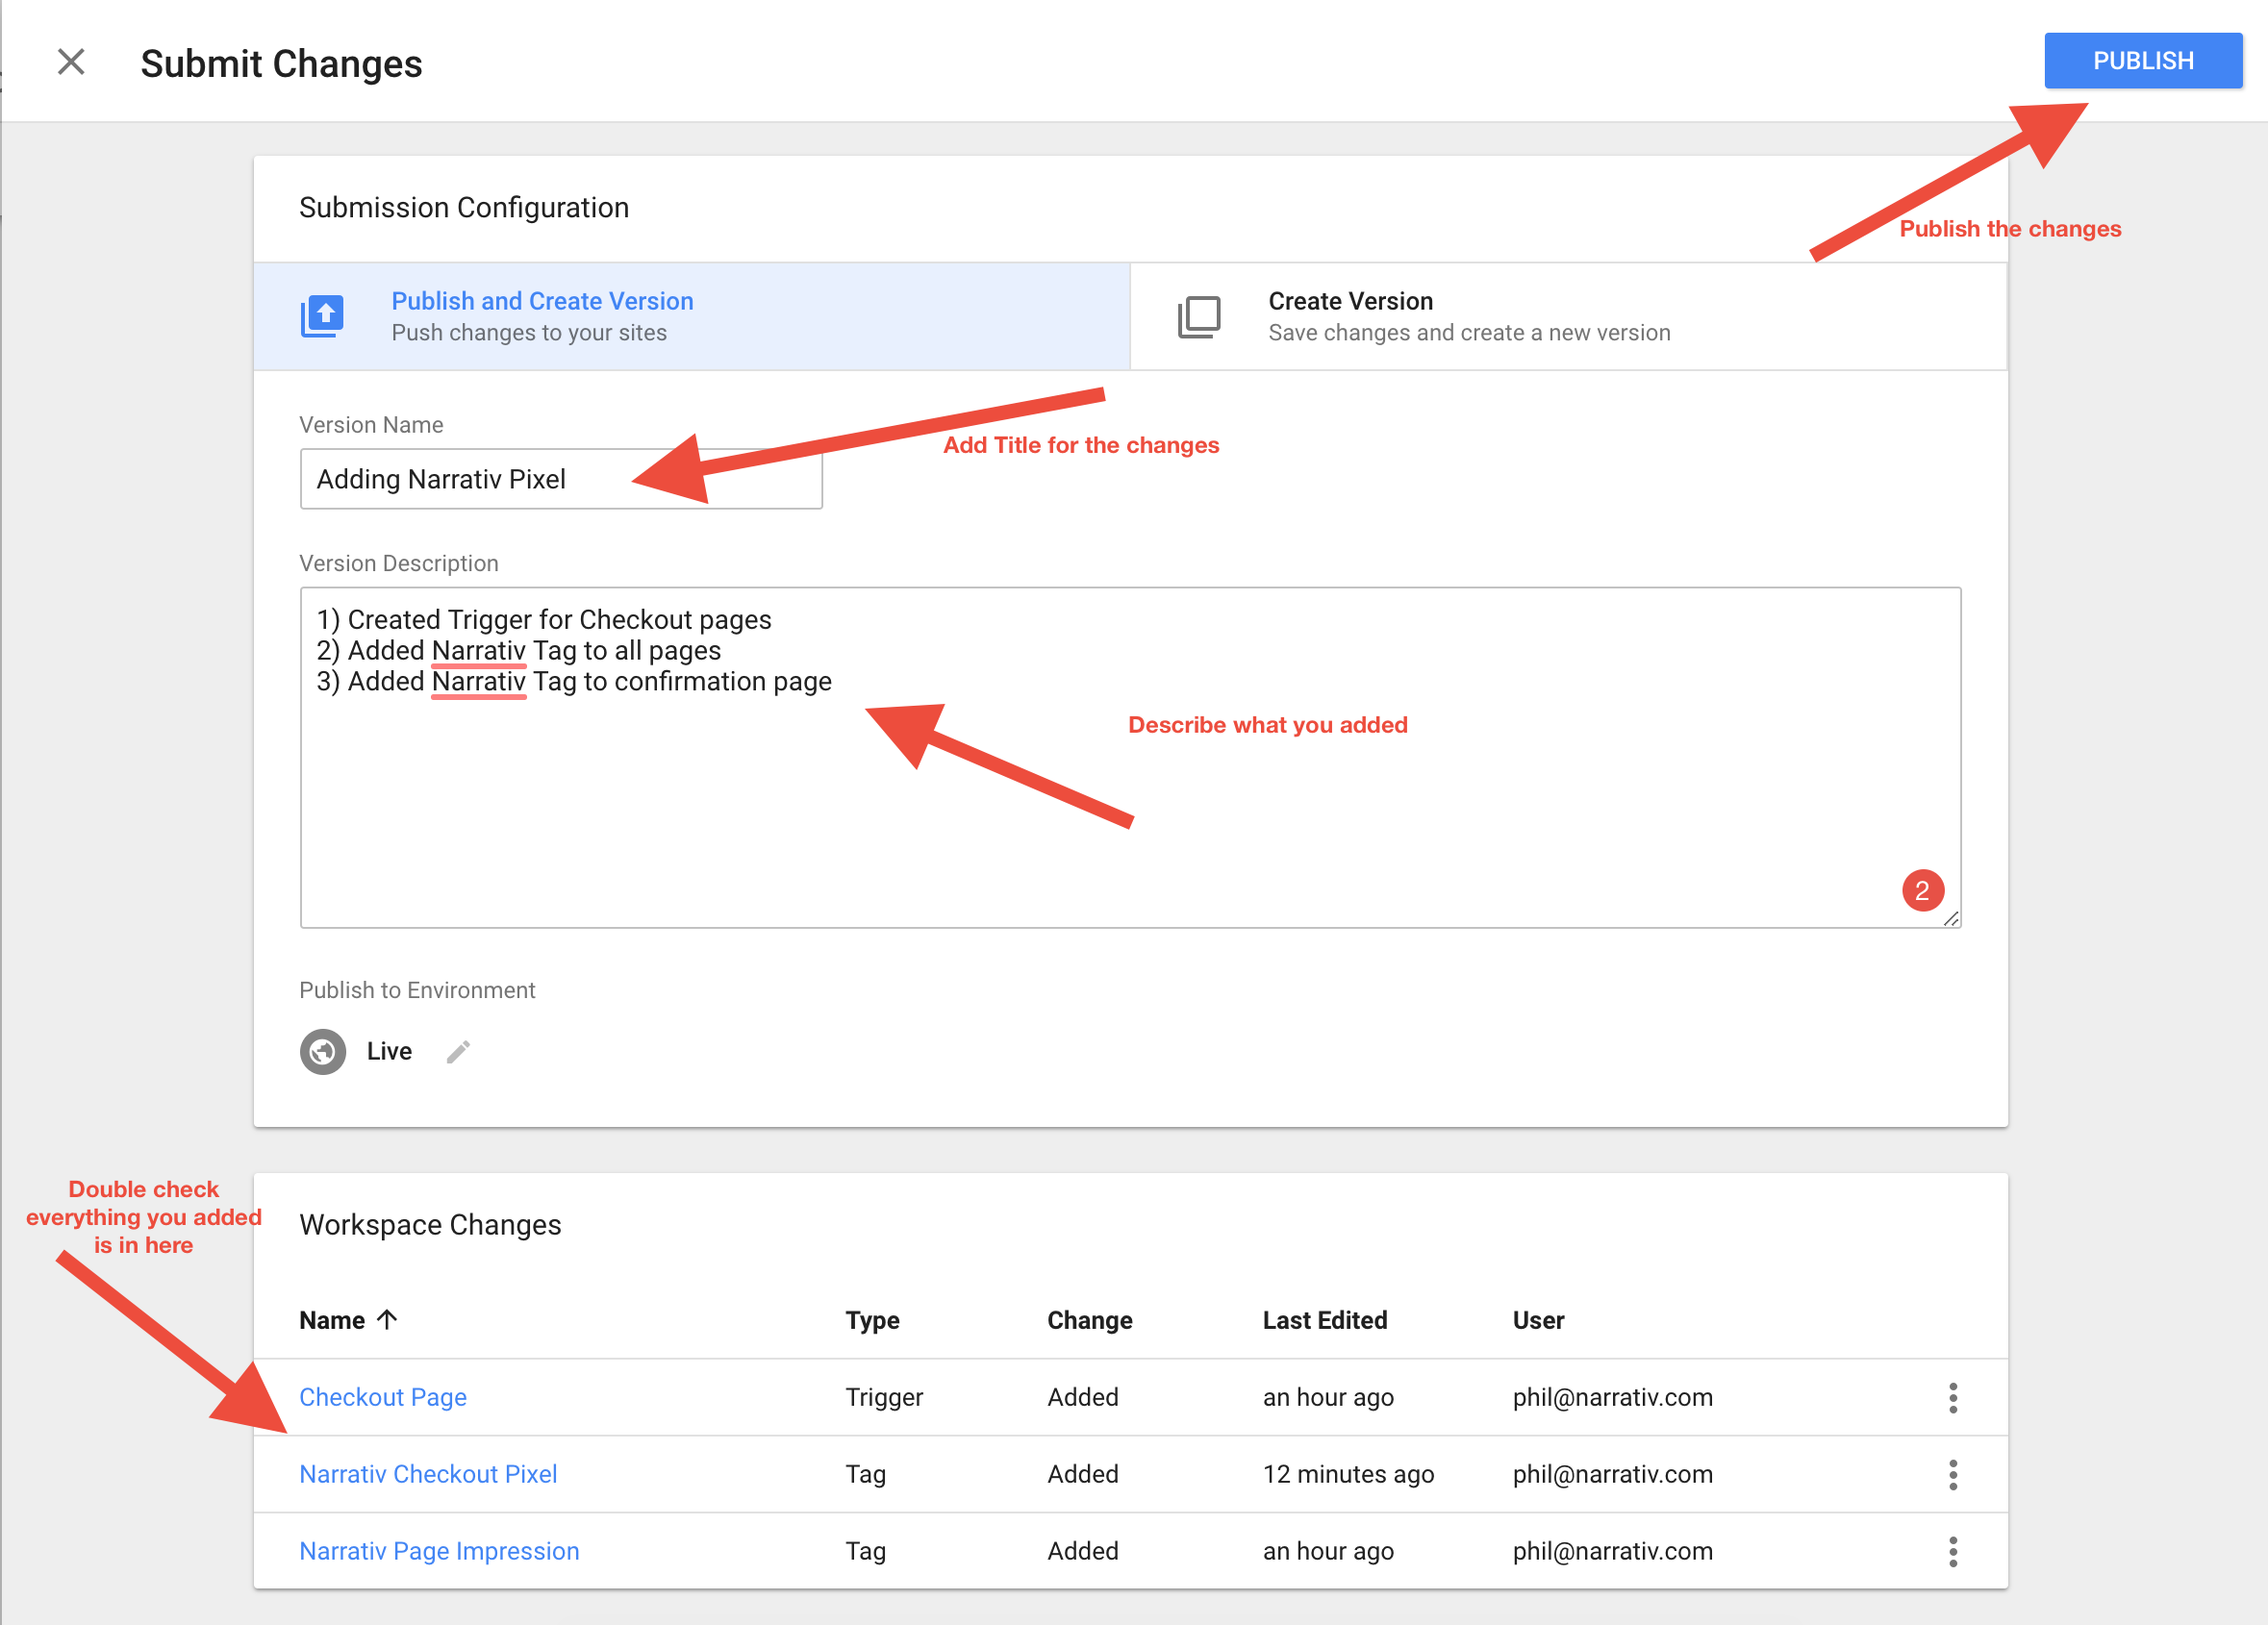 Submit Changes
PUBLISH
Publish the changes
Submission Configuration
Publish and Create Version
Push changes to your sites
Create Version
Save changes and create a new version
Version Name
Add Title for the changes
Adding Narrativ Pixel
Version Description
1) Created Trigger for Checkout pages
2) Added Narrativ Tag to all pages
3) Added Narrativ Tag to confirmation page
Describe what you added
2
Publish to Environment
Live
Double check
everything you added
is in here
Workspace Changes
Name Type Change Last Edited User
Checkout Page Trigger Added an hour ago phil@narrativ.com
Narrativ Checkout Pixel Tag Added 12 minutes ago phil@narrativ.com
Narrativ Page Impression Tag Added an hour ago phil@narrativ.com